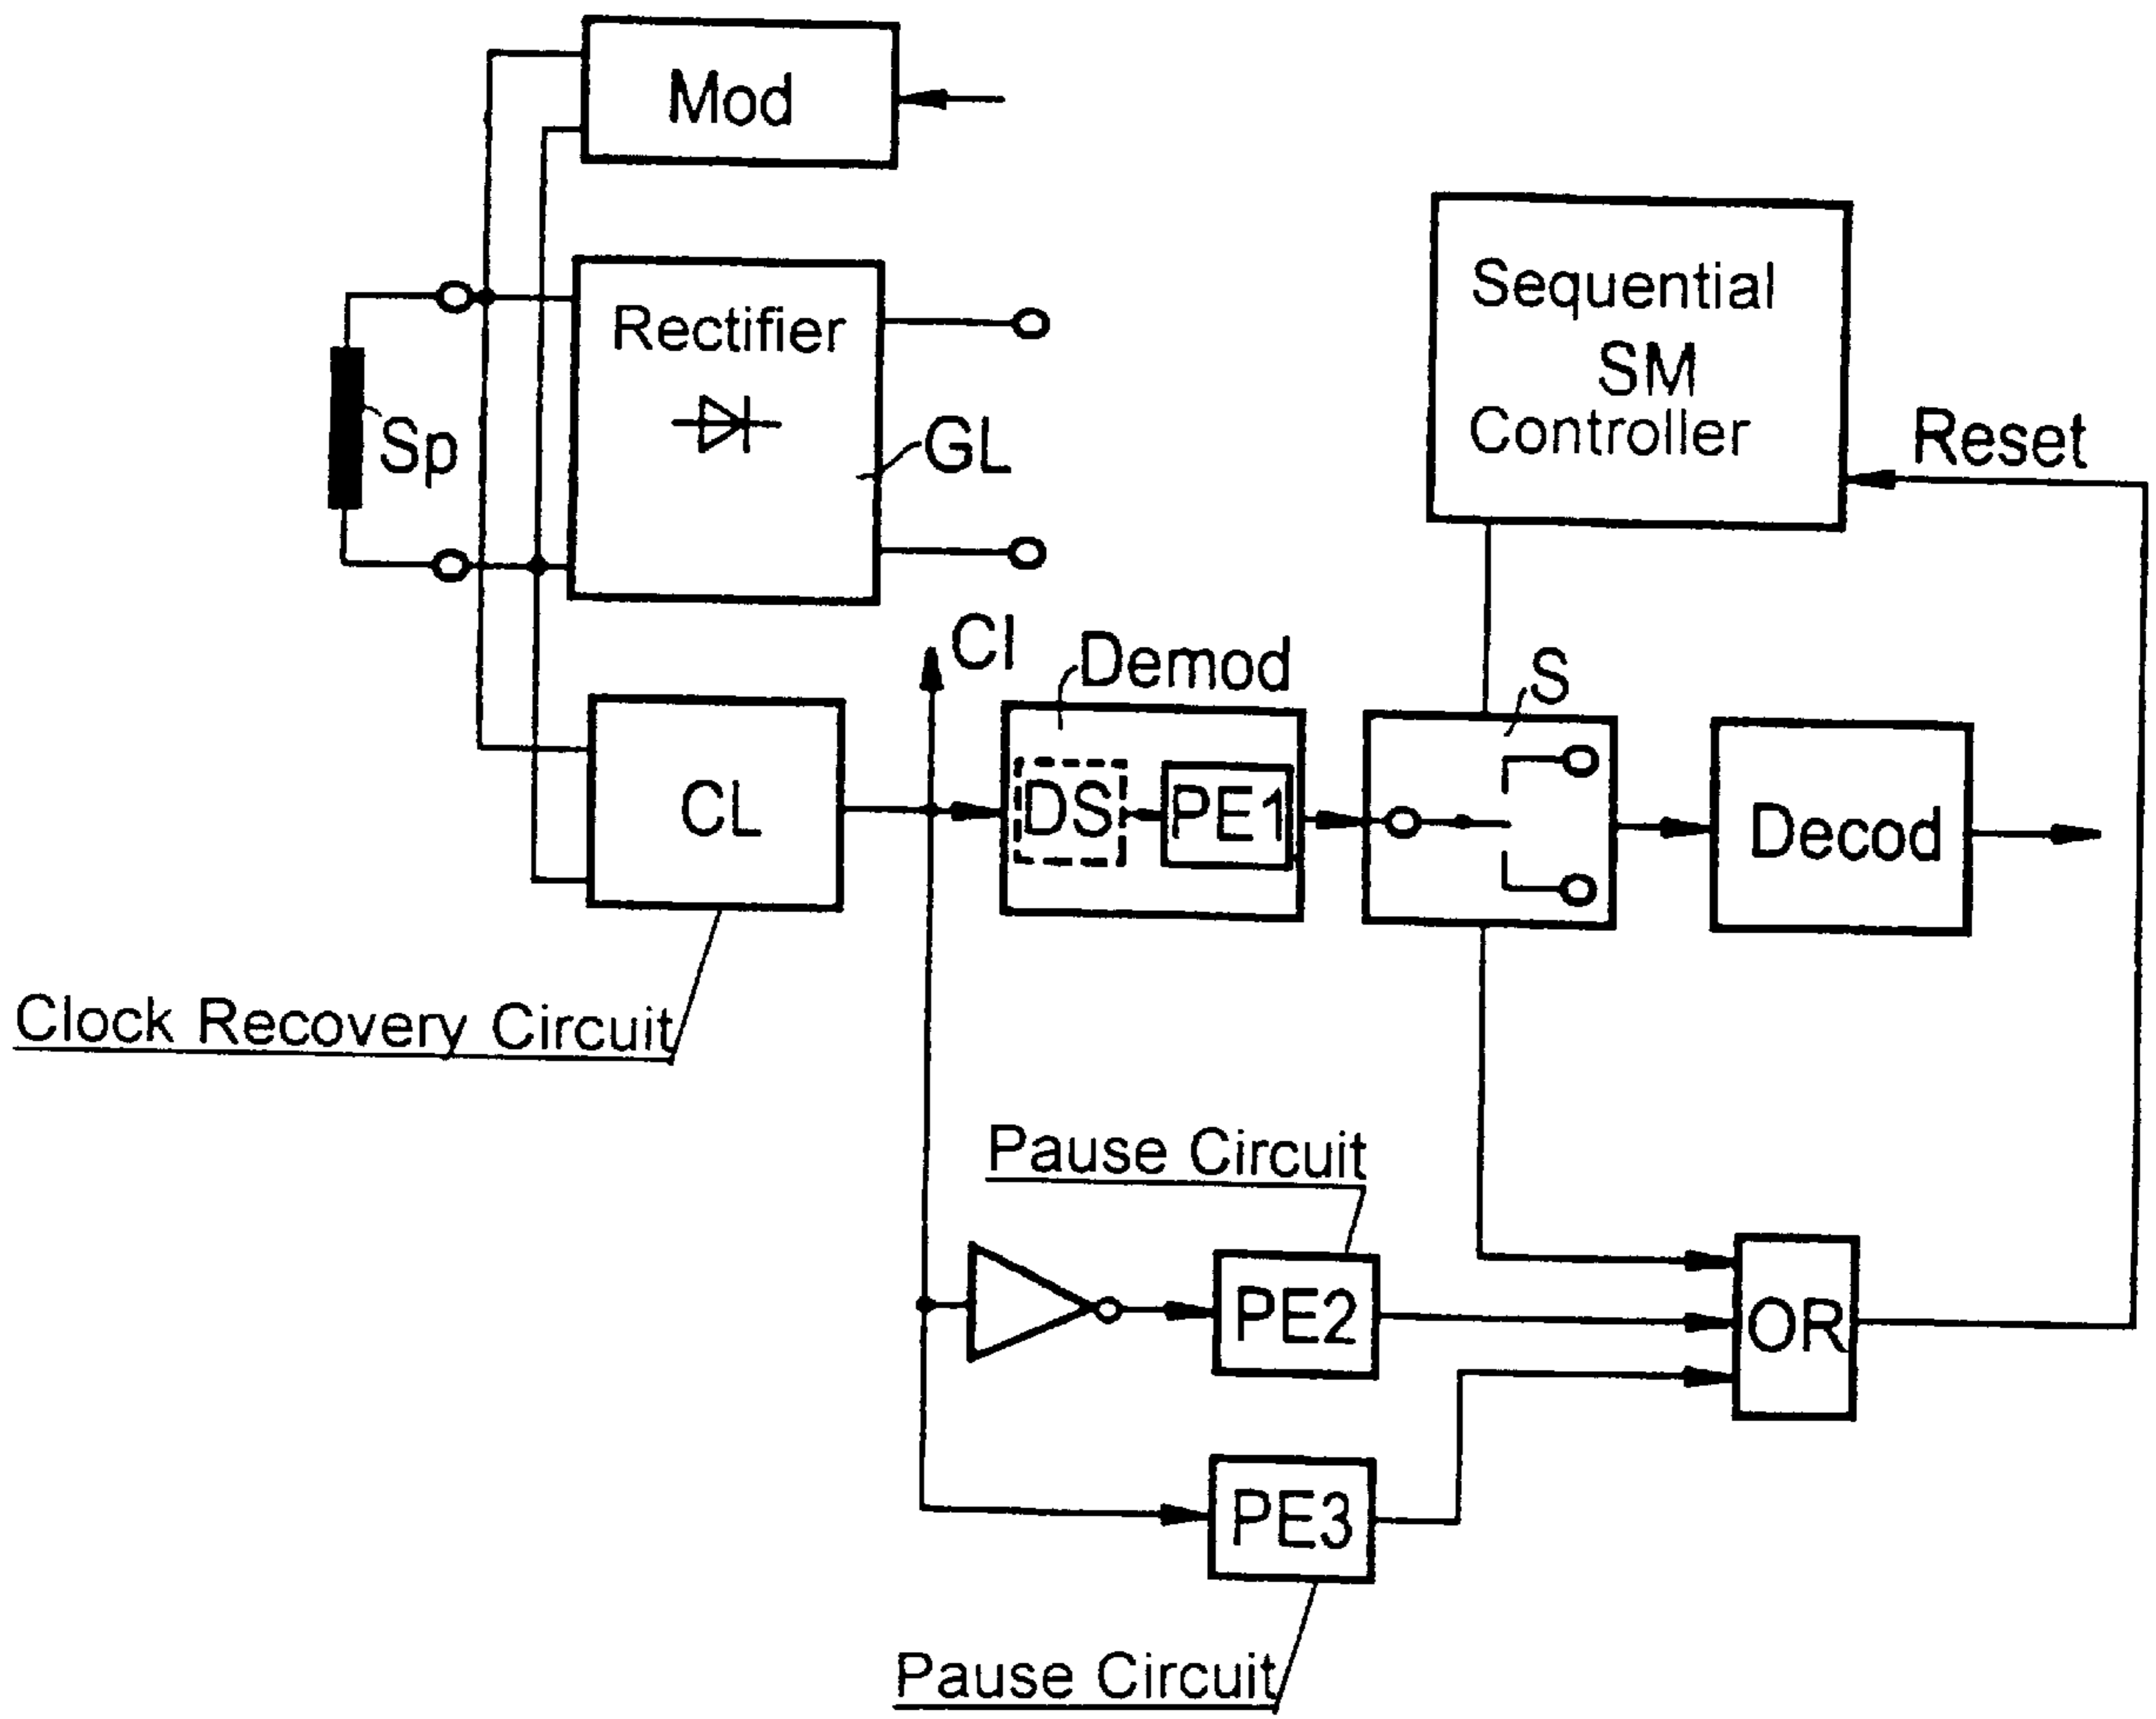 Mod
Sequential
SM
Controller
Rectifier
Sp
GL
Reset
Cl
Demod
S
CL
DS
PE1
Decod
Clock Recovery Circuit
Pause Circuit
PE2
OR
PE3
Pause Circuit